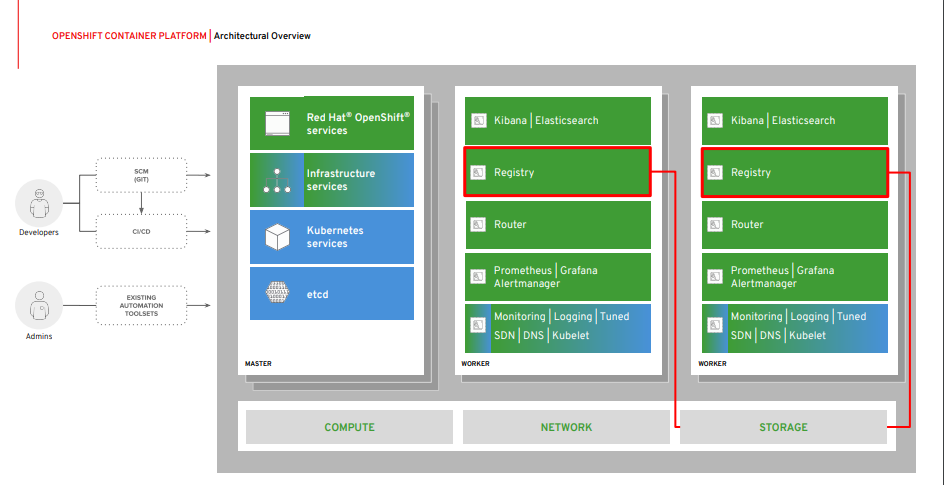 OPENSHIFT CONTAINER PLATFORM | Architectural Overview
Developers
Admins
SCM
(GIT)
CI/CD
EXISTING
AUTOMATION
TOOLSETS
Red Hat® OpenShift®
services
Infrastructure
services
Kubernetes
services
etcd
MASTER
Kibana | Elasticsearch
Registry
Router
Prometheus | Grafana
Alertmanager
Monitoring | Logging | Tuned
SDN | DNS | Kubelet
WORKER
Kibana | Elasticsearch
Registry
Router
Prometheus | Grafana
Alertmanager
Monitoring | Logging | Tuned
SDN | DNS | Kubelet
WORKER
COMPUTE
NETWORK
STORAGE